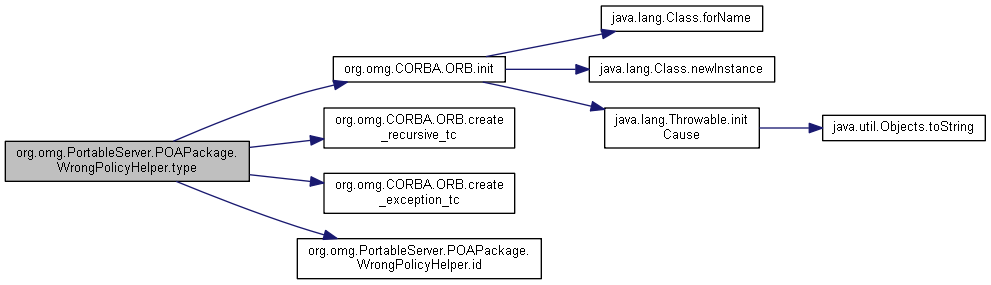 java.lang.Class.forName
org.omg.CORBA.ORB.init
java.lang.Class.newInstance
org.omg.CORBA.ORB.create
_recursive_tc
java.lang.Throwable.init
Cause
java.util.Objects.toString
org.omg.PortableServer.POAPackage.
WrongPolicyHelper.type
org.omg.CORBA.ORB.create
_exception_tc
org.omg.PortableServer.POAPackage.
WrongPolicyHelper.id